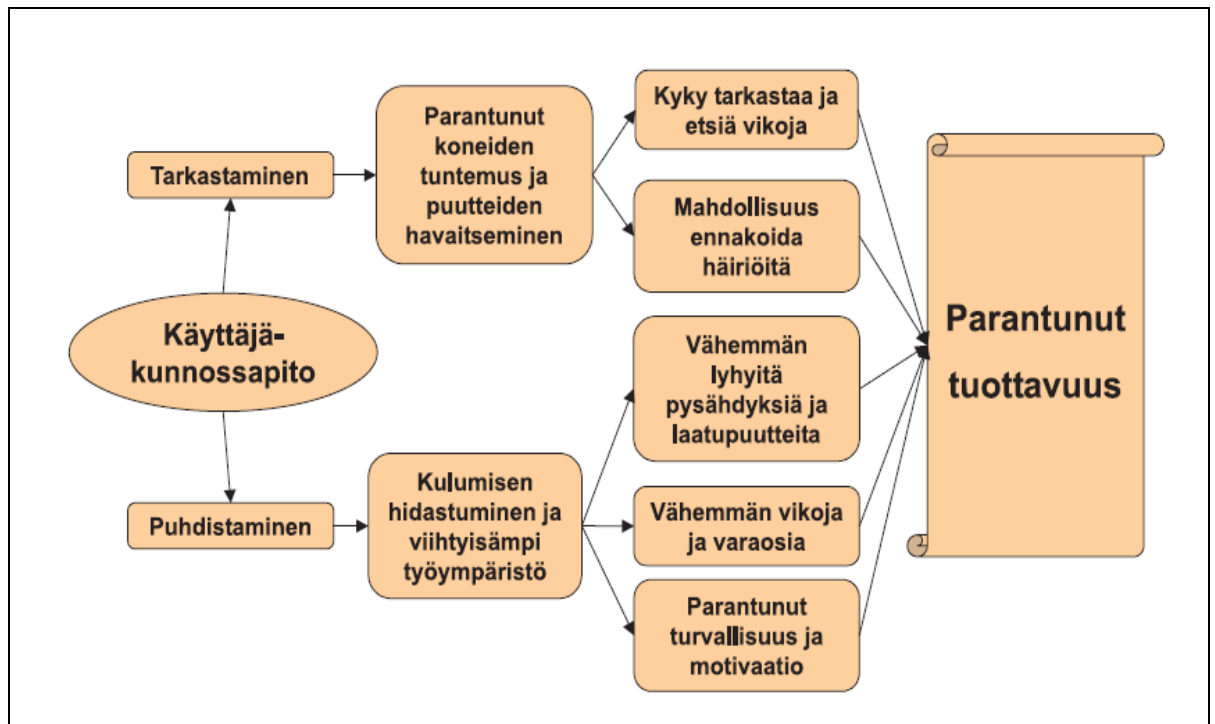 Tarkastaminen
Parantunut
koneiden
tuntemus ja
puutteiden
havaitseminen
Kyky tarkastaa ja
etsiä vikoja
Mahdollisuus
ennakoida
häiriöitä
Käyttäjä-
kunnossapito
Vähemmän
lyhyitä
pysähdyksiä ja
laatupuutteita
Puhdistaminen
Kulumisen
hidastuminen ja
viihtyisämpi
työympäristö
Vähemmän vikoja
ja varaosia
Parantunut
turvallisuus ja
motivaatio
Parantunut
tuottavuus